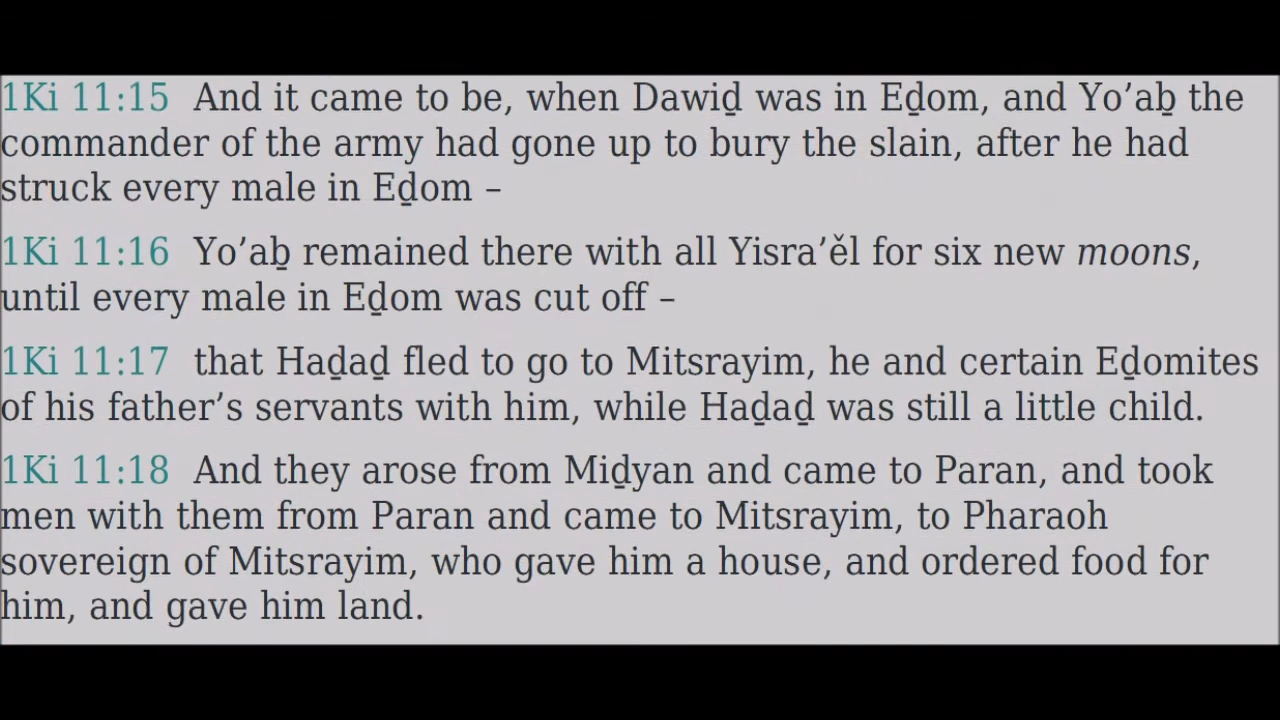 1Ki 11:15 And it came to be, when Dawiḏ was in Eḏom, and Yo’aḇ the
commander of the army had gone up to bury the slain, after he had
struck every male in Eḏom –
1Ki 11:16 Yo’aḇ remained there with all Yisra’ěl for six new moons,
until every male in Eḏom was cut off –
1Ki 11:17 that Haḏaḏ fled to go to Mitsrayim, he and certain Eḏomites
of his father’s servants with him, while Haḏaḏ was still a little child.
1Ki 11:18 And they arose from Miḏyan and came to Paran, and took
men with them from Paran and came to Mitsrayim, to Pharaoh
sovereign of Mitsrayim, who gave him a house, and ordered food for
him, and gave him land.